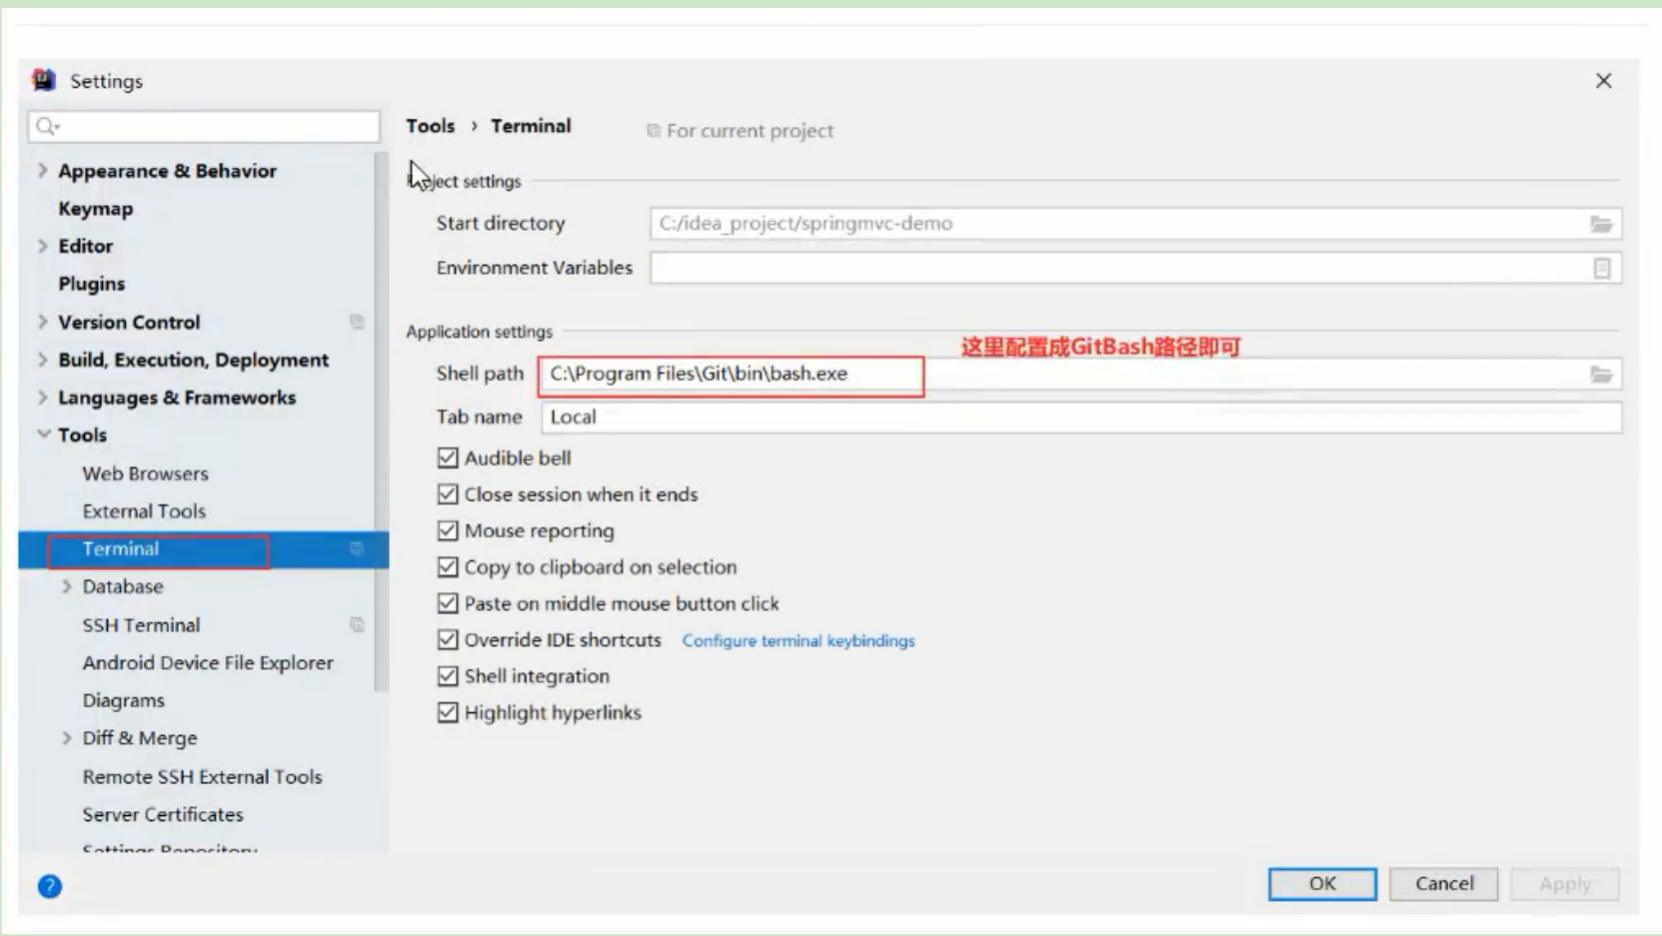 Settings
Appearance & Behavior
Keymap
Editor
Plugins
Version Control
Build, Execution, Deployment
Languages & Frameworks
Tools
Web Browsers
External Tools
Terminal
Database
SSH Terminal
Android Device File Explorer
Diagrams
Diff & Merge
Remote SSH External Tools
Server Certificates
Settings Repository
Tools › Terminal
For current project
Project settings
Start directory C:/idea_project/springmvc-demo
Environment Variables
Application settings
这里配置成GitBash路径即可
Shell path C:\Program Files\Git\bin\bash.exe
Tab name Local
Audible bell
Close session when it ends
Mouse reporting
Copy to clipboard on selection
Paste on middle mouse button click
Override IDE shortcuts Configure terminal keybindings
Shell integration
Highlight hyperlinks
?
OK Cancel Apply